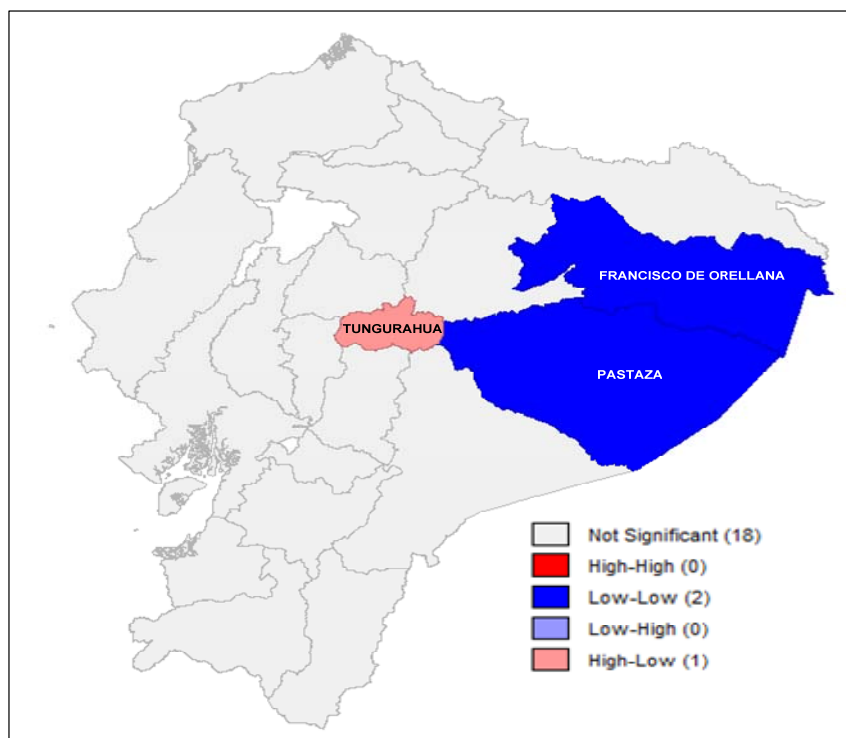 FRANCISCO DE ORELLANA
TUNGURAHUA
PASTAZA
Not Significant (18)
High-High (0)
Low-Low (2)
Low-High (0)
High-Low (1)